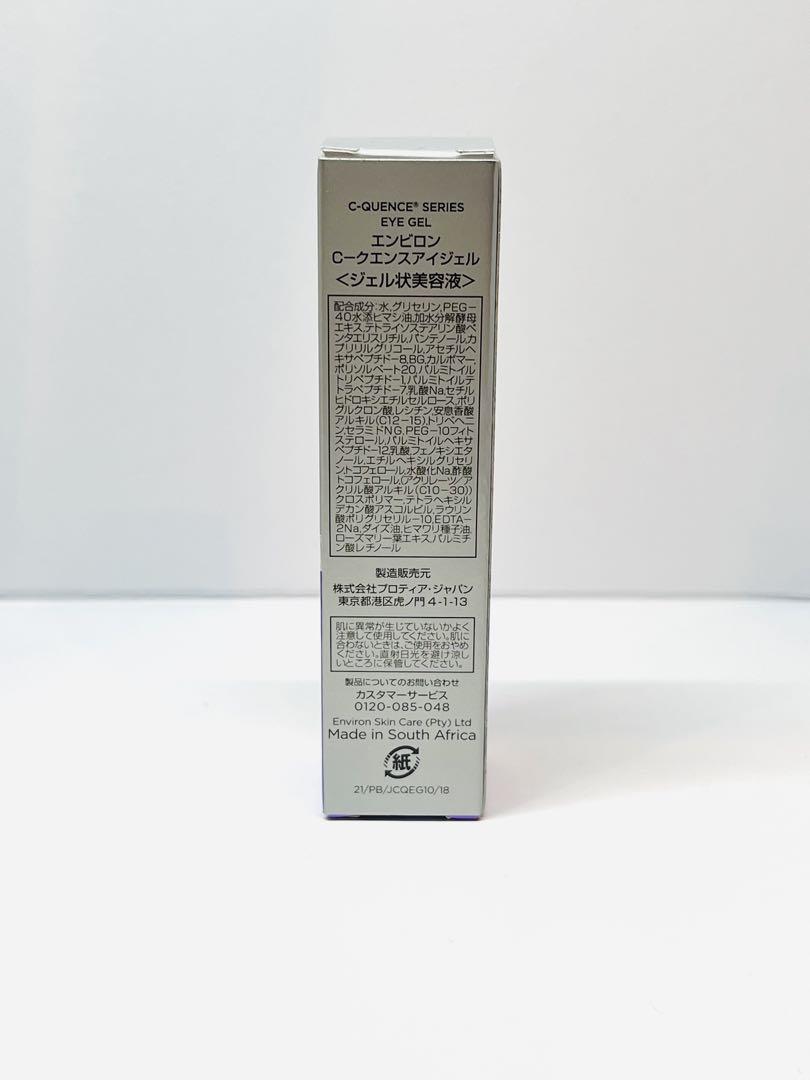 C-QUENCE® SERIES
EYE GEL
エンビロン
C-クエンスアイジェル
＜ジェル状美容液＞
配合成分:水,グリセリン,PEG-
40水添ヒマシ油,加水分解酵母
エキス,テトライソステアリン酸ペ
ンタエリスリチル,パンテノール,カ
プリリルグリコール,アセチルヘ
キサペプチド-8,BG,カルボマー,
ポリソルベート20,パルミトイル
トリペプチド-1,パルミトイルテ
トラペプチド-7,乳酸Na,セチル
ヒドロキシエチルセルロース,ポリ
グルクロン酸,レシチン,安息香酸
アルキル(C12-15),トリベヘニ
ン,セラミドNG,PEG-10フィト
ステロール,パルミトイルヘキサ
ペプチド-12,乳酸,フェノキシエタ
ノール,エチルヘキシルグリセリ
ン,トコフェロール,水酸化Na,酢酸
トコフェロール,(アクリレーツ/ア
クリル酸アルキル(C10-30))
クロスポリマー,テトラヘキシル
デカン酸アスコルビル,ラウリン
酸ポリグリセリル-10,EDTA-
2Na,ダイズ油,ヒマワリ種子油,
ローズマリー葉エキス,パルミチ
ン酸レチノール
製造販売元
株式会社プロティア・ジャパン
東京都港区虎ノ門4-1-13
肌に異常が生じていないかよく
注意して使用してください。肌に
合わないときは、ご使用をおやめ
ください。直射日光を避け涼し
いところに保管してください。
製品についてのお問い合わせ
カスタマーサービス
0120-085-048
Environ Skin Care (Pty) Ltd
Made in South Africa
紙
21/PB/JCQEG10/18